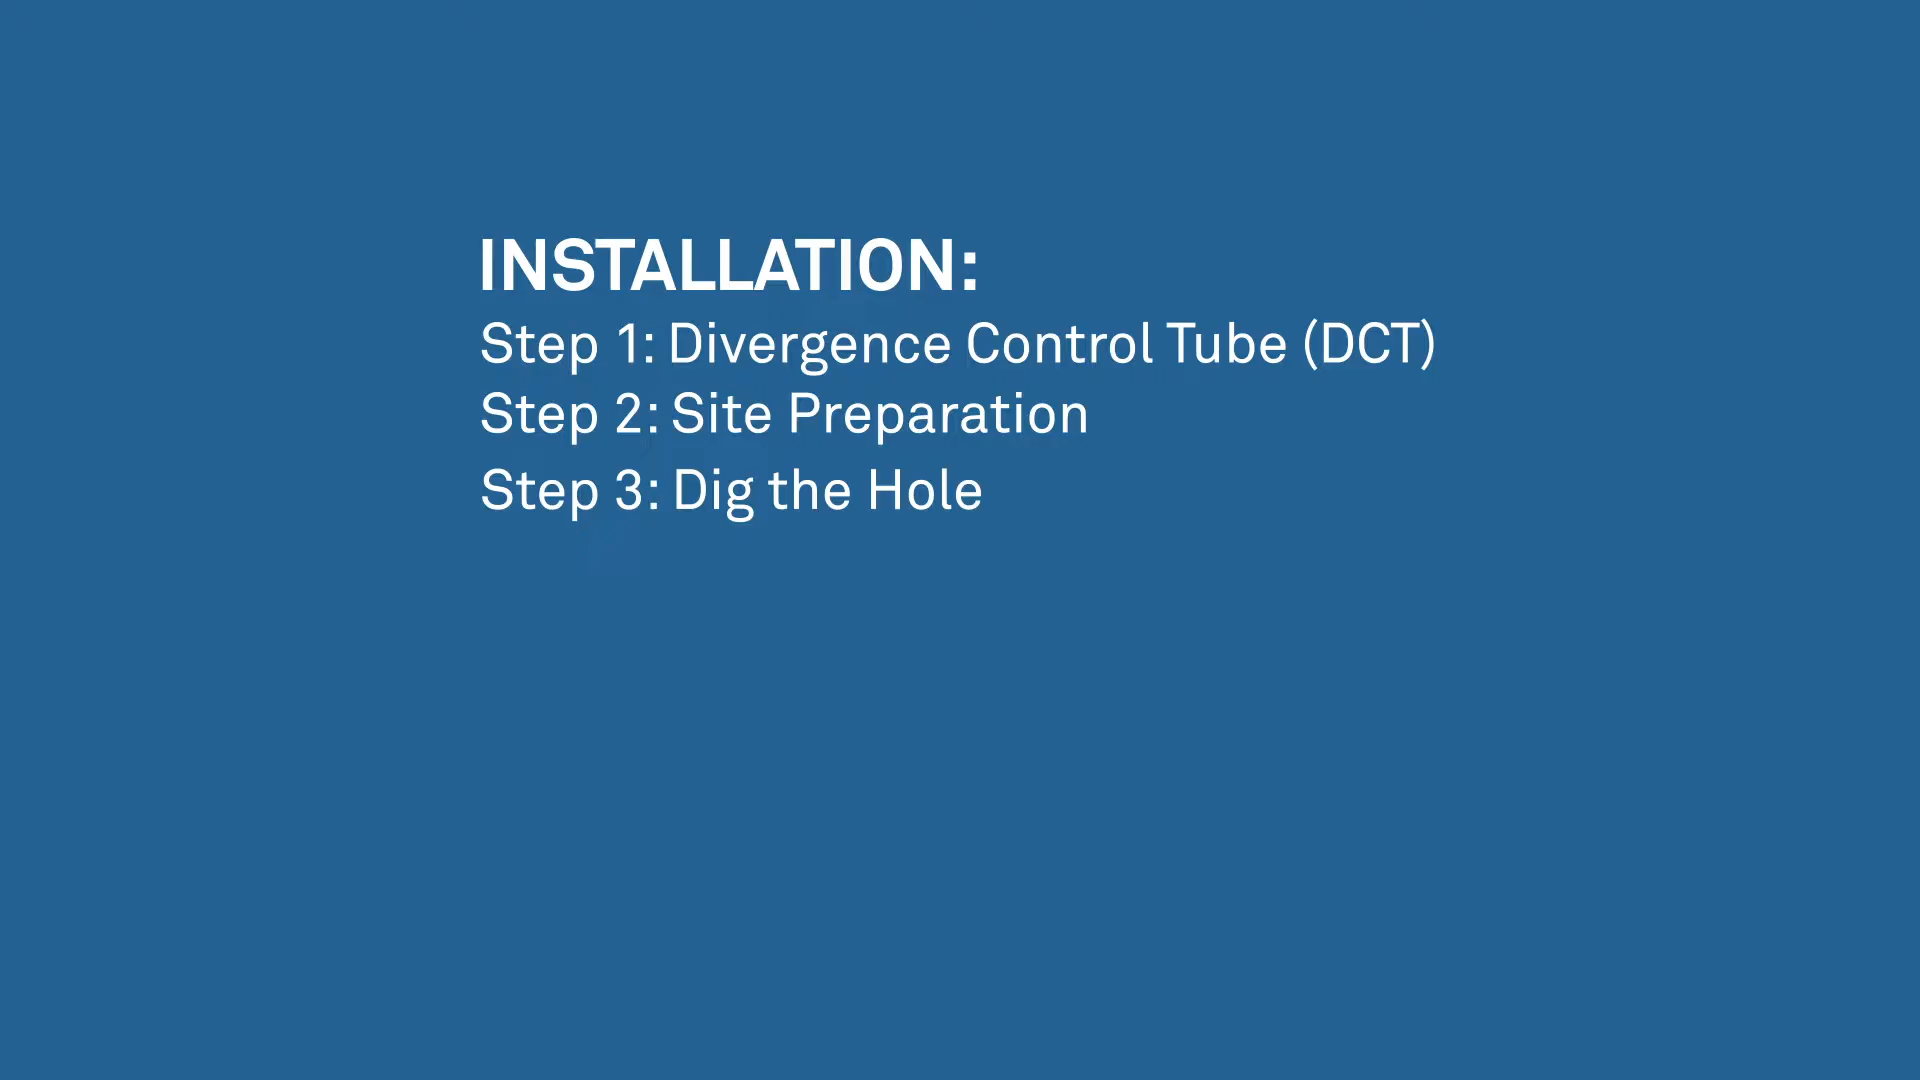 INSTALLATION:
Step 1: Divergence Control Tube (DCT)
Step 2: Site Preparation
Step 3: Dig the Hole